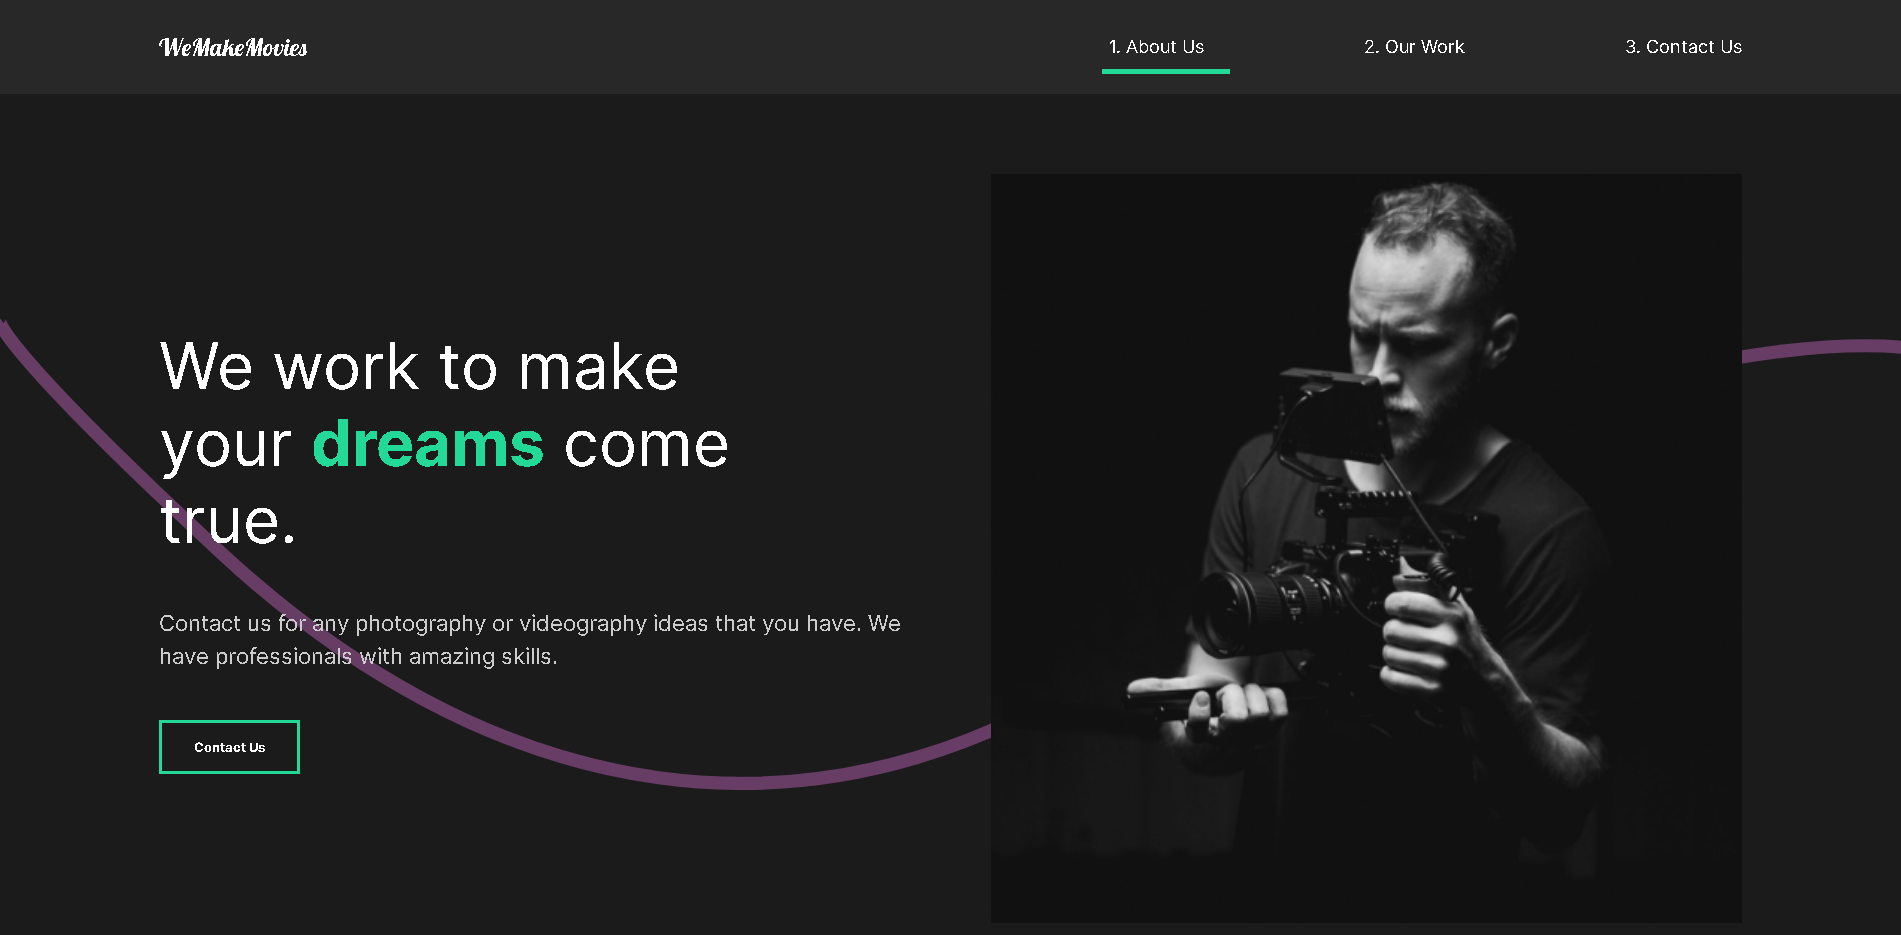 WeMakeMovies
1. About Us
2. Our Work
3. Contact Us
We work to make
your dreams come
true.
Contact us for any photography or videography ideas that you have. We
have professionals with amazing skills.
Contact Us